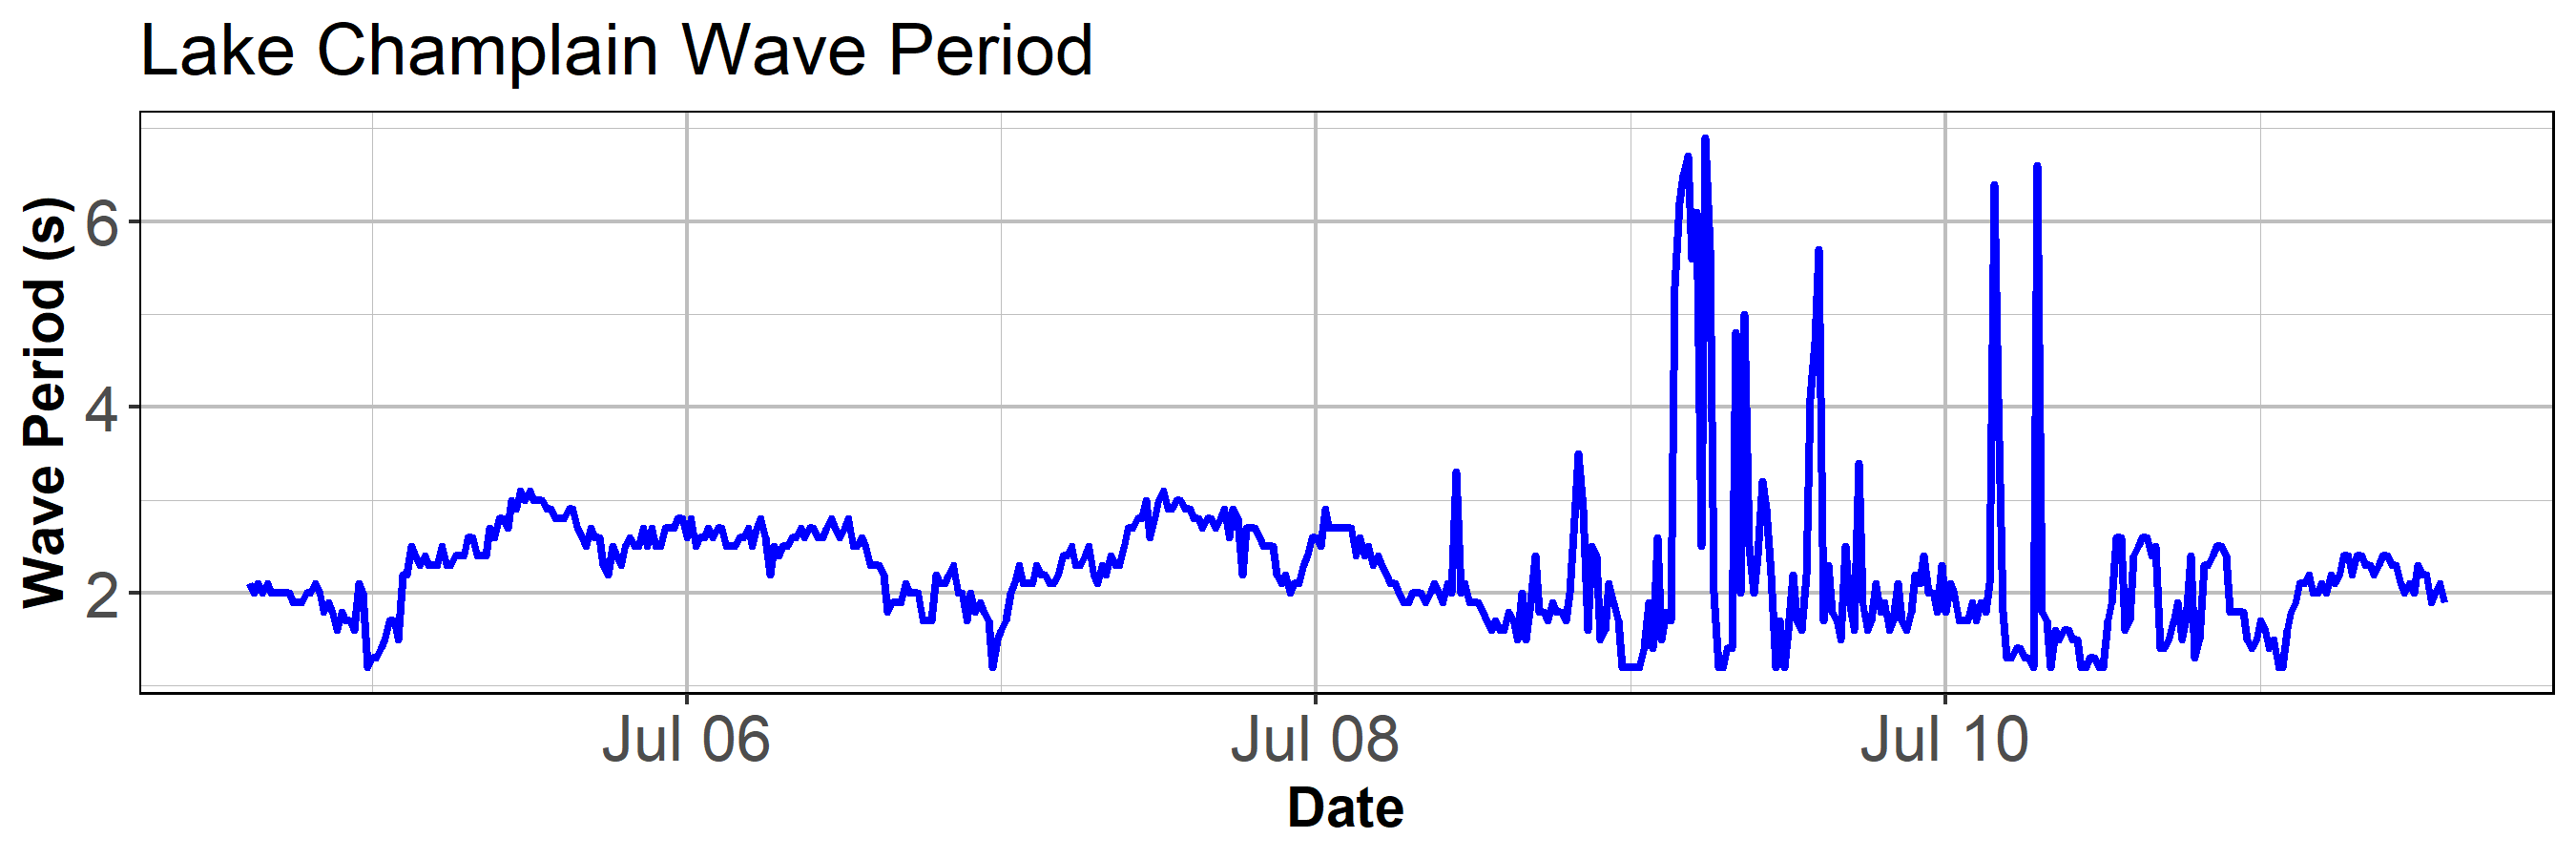 Lake Champlain Wave Period
Wave Period (s)
6
4
2
Jul 06
Jul 08
Jul 10
Date